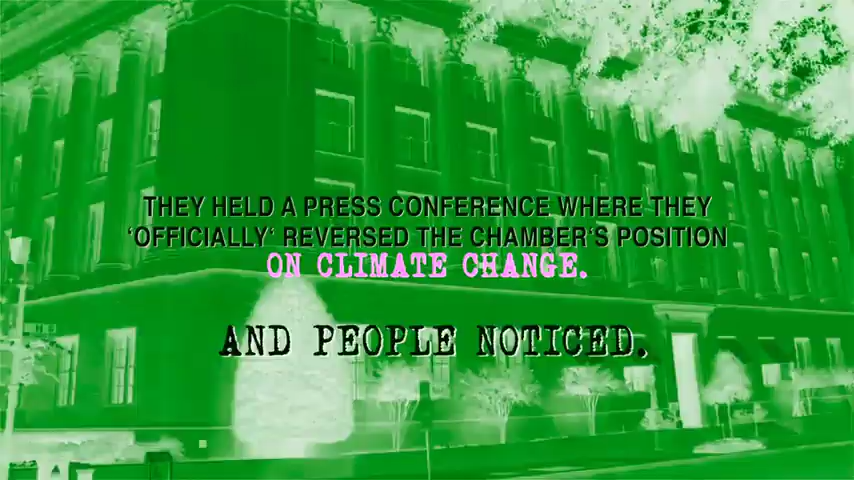 THEY HELD A PRESS CONFERENCE WHERE THEY
'OFFICIALLY' REVERSED THE CHAMBER'S POSITION
ON CLIMATE CHANGE.
AND PEOPLE NOTICED.